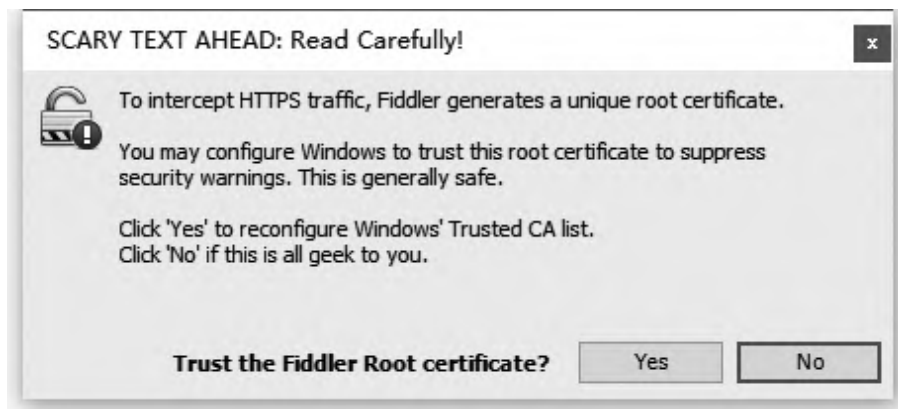 SCARY TEXT AHEAD: Read Carefully!
x
To intercept HTTPS traffic, Fiddler generates a unique root certificate.
You may configure Windows to trust this root certificate to suppress
security warnings. This is generally safe.
Click 'Yes' to reconfigure Windows' Trusted CA list.
Click 'No' if this is all geek to you.
Trust the Fiddler Root certificate? Yes No